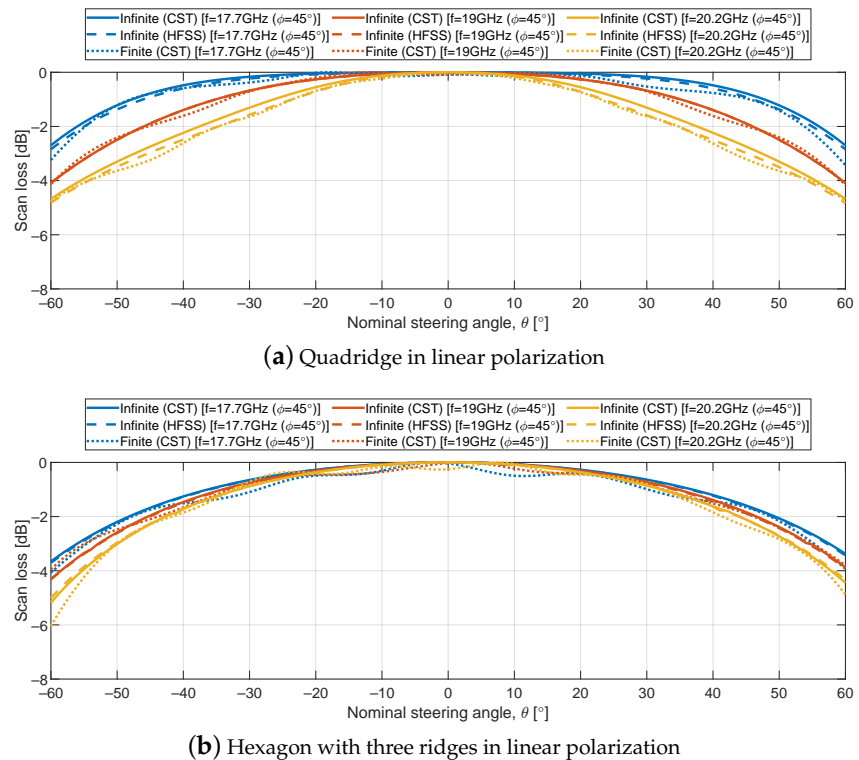 Infinite (CST) [f=17.7GHz (ϕ=45°)] Infinite (CST) [f=19GHz (ϕ=45°)] Infinite (CST) [f=20.2GHz (ϕ=45°)]
Infinite (HFSS) [f=17.7GHz (ϕ=45°)] Infinite (HFSS) [f=19GHz (ϕ=45°)] Infinite (HFSS) [f=20.2GHz (ϕ=45°)]
Finite (CST) [f=17.7GHz (ϕ=45°)] Finite (CST) [f=19GHz (ϕ=45°)] Finite (CST) [f=20.2GHz (ϕ=45°)]
0
−2
−4
−6
−8
Scan loss [dB]
−60 −50 −40 −30 −20 −10 0 10 20 30 40 50 60
Nominal steering angle, θ [°]
(a) Quadridge in linear polarization
Infinite (CST) [f=17.7GHz (ϕ=45°)] Infinite (CST) [f=19GHz (ϕ=45°)] Infinite (CST) [f=20.2GHz (ϕ=45°)]
Infinite (HFSS) [f=17.7GHz (ϕ=45°)] Infinite (HFSS) [f=19GHz (ϕ=45°)] Infinite (HFSS) [f=20.2GHz (ϕ=45°)]
Finite (CST) [f=17.7GHz (ϕ=45°)] Finite (CST) [f=19GHz (ϕ=45°)] Finite (CST) [f=20.2GHz (ϕ=45°)]
0
−2
−4
−6
−8
Scan loss [dB]
−60 −50 −40 −30 −20 −10 0 10 20 30 40 50 60
Nominal steering angle, θ [°]
(b) Hexagon with three ridges in linear polarization